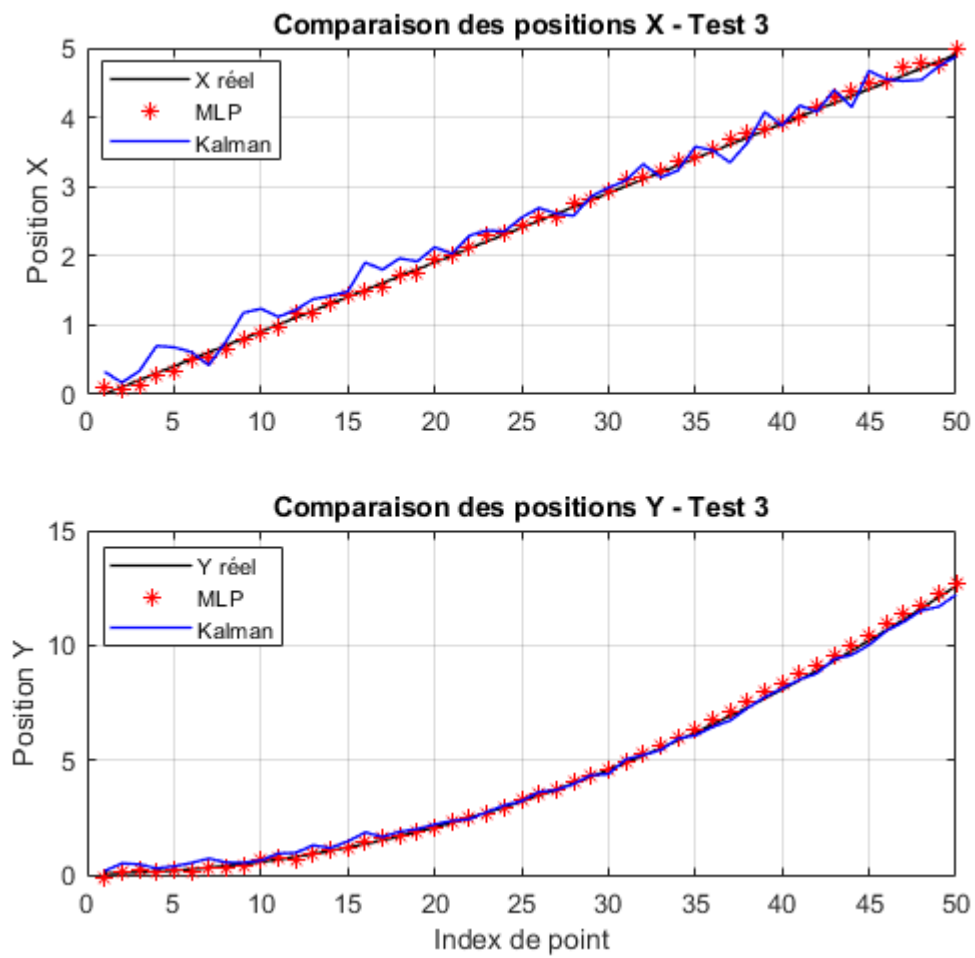 Comparaison des positions X - Test 3
5
4
3
2
1
0
Position X
X réel
MLP
Kalman
0 5 10 15 20 25 30 35 40 45 50
Comparaison des positions Y - Test 3
15
10
5
0
Position Y
Y réel
MLP
Kalman
0 5 10 15 20 25 30 35 40 45 50
Index de point